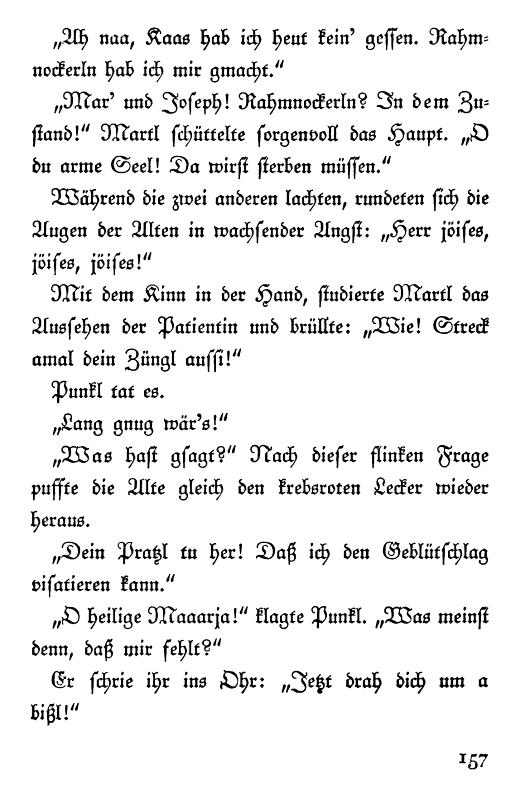 „Ah naa, Kaas hab ich heut kein' gessen. Rahm-
nockerln hab ich mir gmacht.“
„Mar' und Joseph! Rahmnockerln? In dem Zu-
stand!“ Martl schüttelte sorgenvoll das Haupt. „O
du arme Seel! Da wirst sterben müssen.“
Während die zwei anderen lachten, rundeten sich die
Augen der Alten in wachsender Angst: „Herr jöises,
jöises, jöises!“
Mit dem Kinn in der Hand, studierte Martl das
Aussehen der Patientin und brüllte: „Wie! Streck
amal dein Züngl aussi!“
Punkl tat es.
„Lang gnug wär's!“
„Was hast gsagt?“ Nach dieser flinken Frage
puffte die Alte gleich den krebsroten Lecker wieder
heraus.
„Dein Pratzl tu her! Daß ich den Geblütschlag
visatieren kann.“
„O heilige Maaarja!“ klagte Punkl. „Was meinst
denn, daß mir fehlt?“
Er schrie ihr ins Ohr: „Jetzt drah dich um a
bißl!“
157